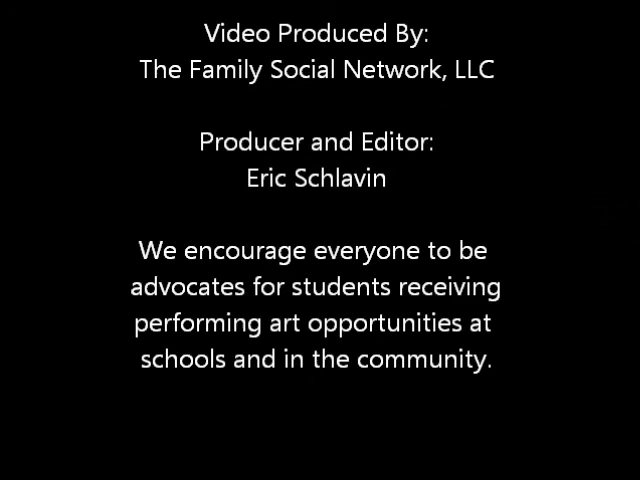 Video Produced By:
The Family Social Network, LLC
Producer and Editor:
Eric Schlavin
We encourage everyone to be
advocates for students receiving
performing art opportunities at
schools and in the community.